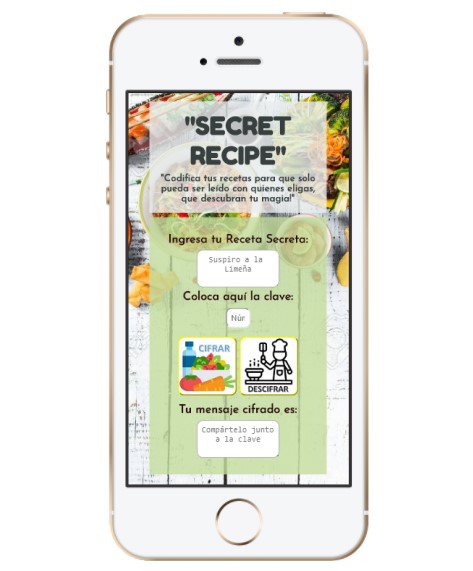 "SECRET
RECIPE"
"Codifica tus recetas para que solo
pueda ser leído con quienes eligas,
que descubran tu magia!"
Ingresa tu Receta Secreta:
Suspiro a la
Limeña
Coloca aquí la clave:
Núr
CIFRAR
DESCIFRAR
Tu mensaje cifrado es:
Compártelo junto
a la clave